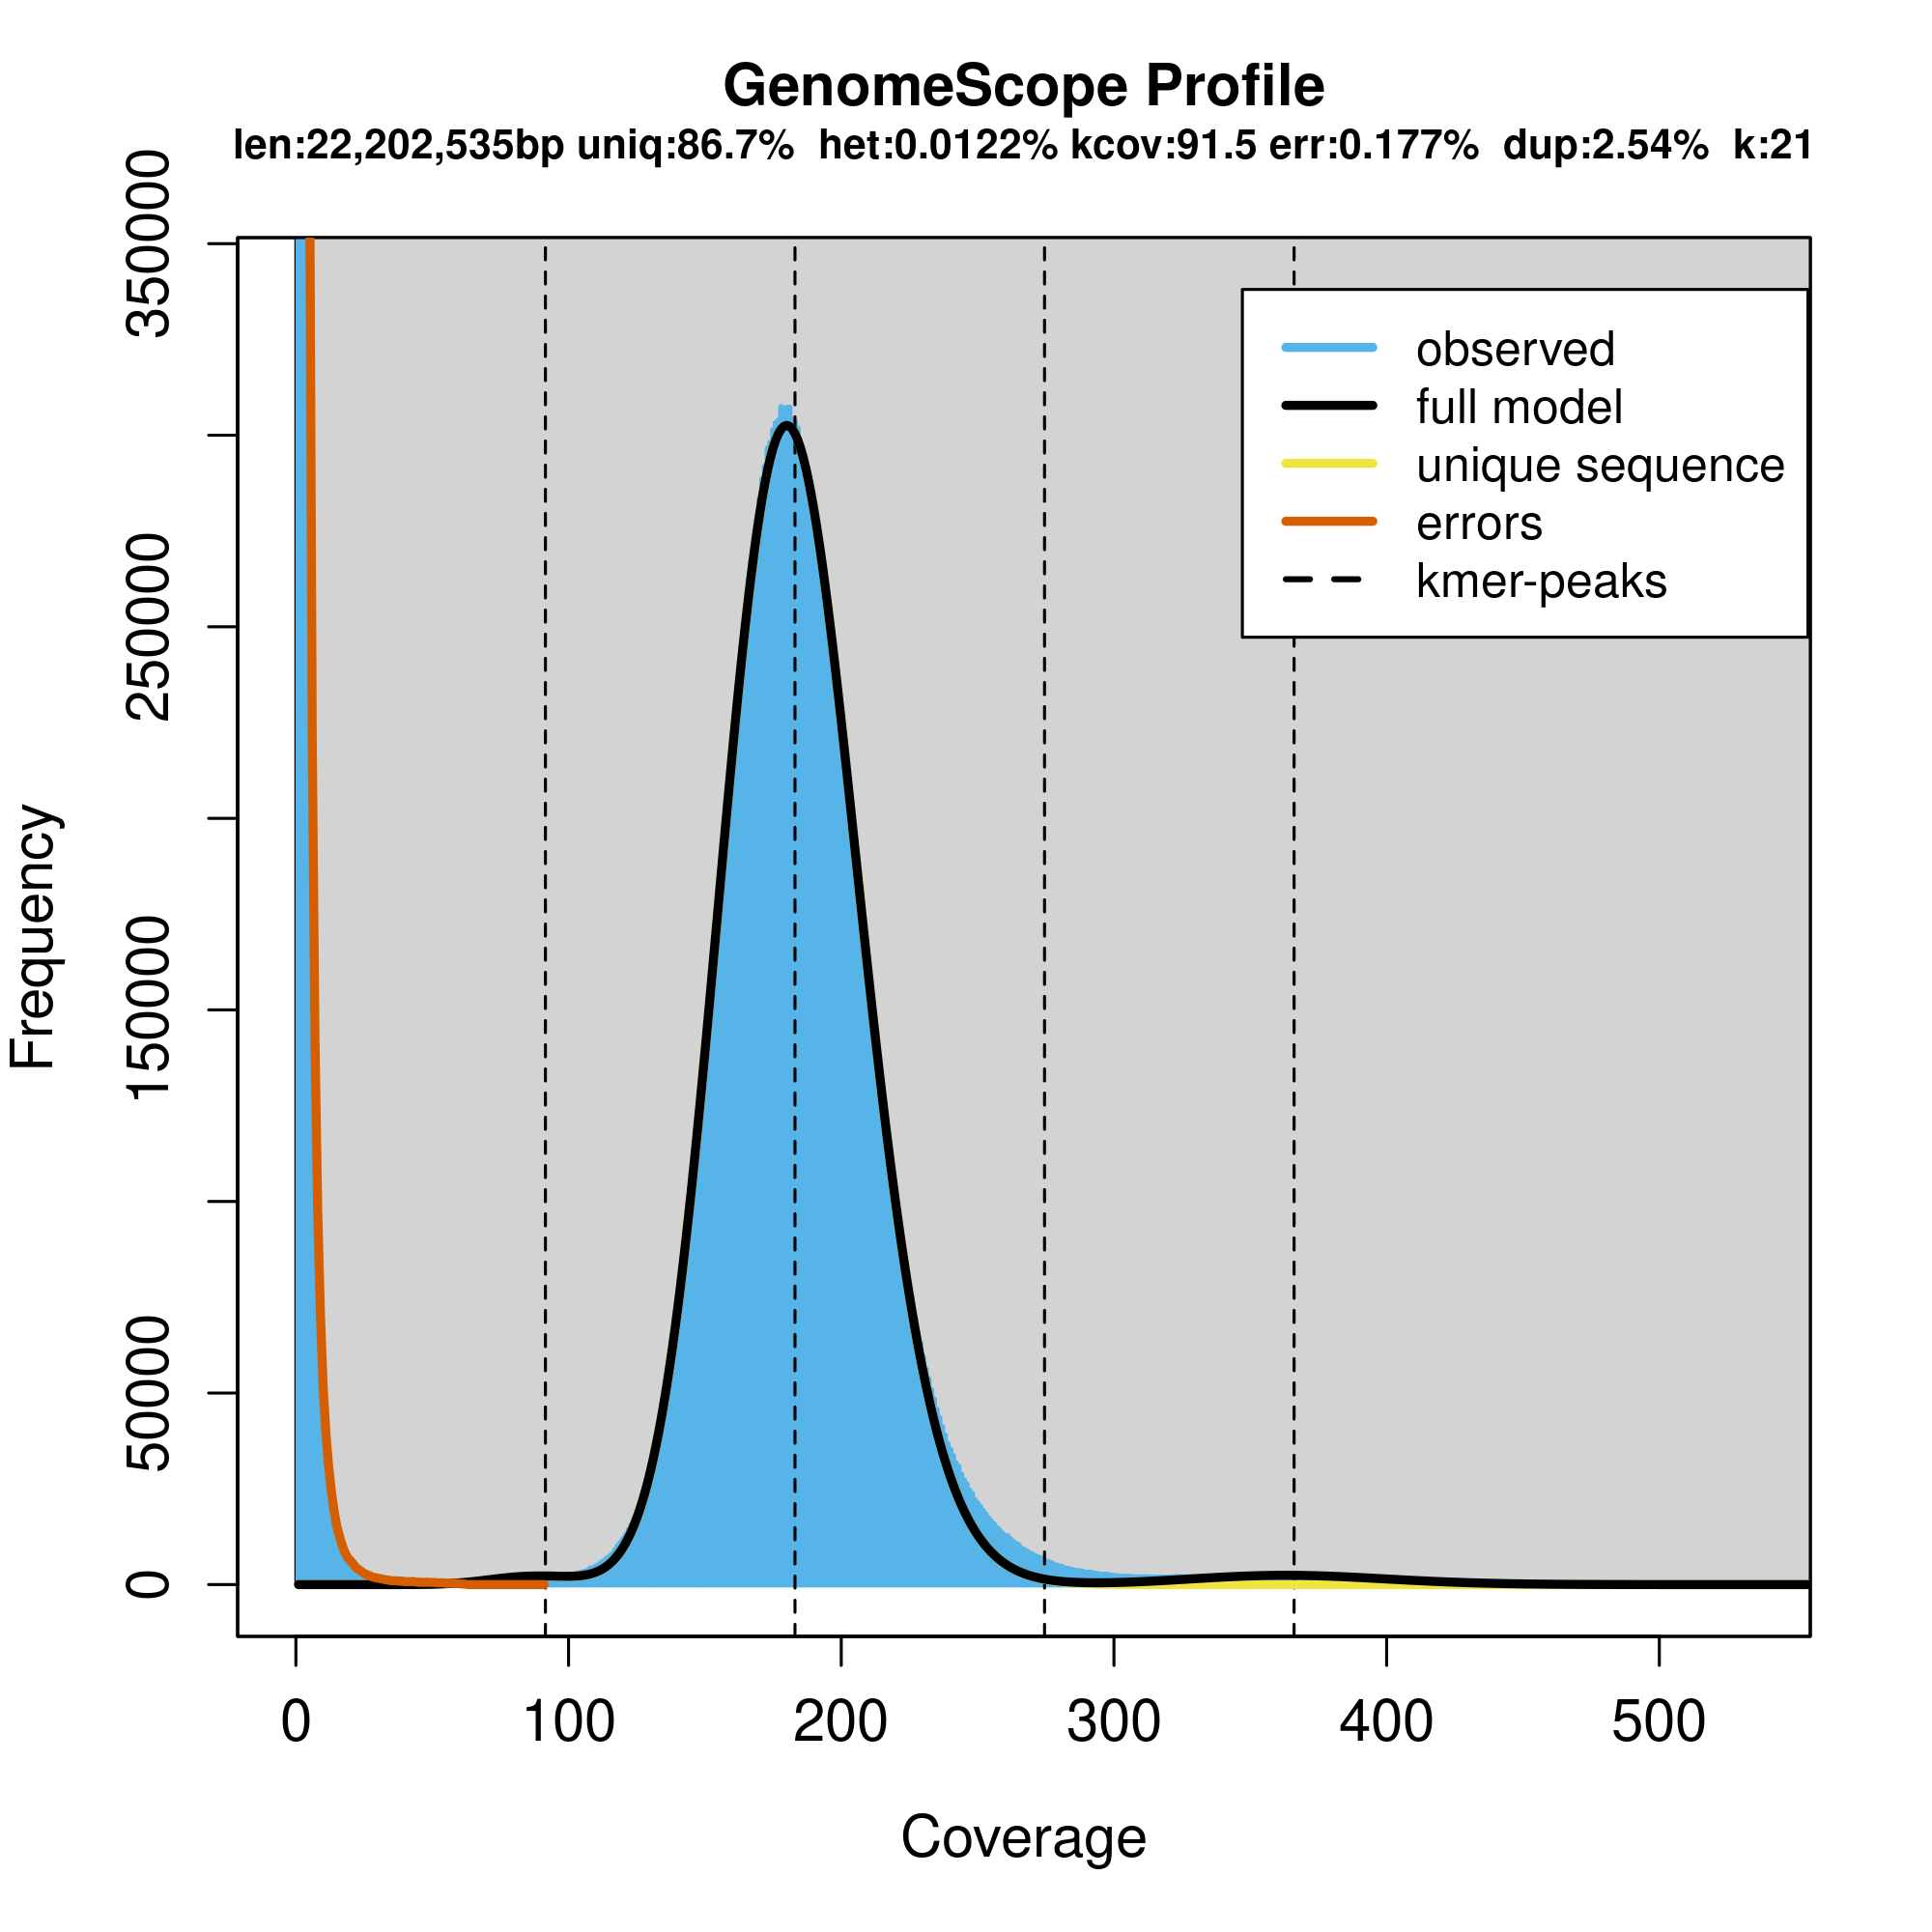 GenomeScope Profile
len:22,202,535bp uniq:86.7% het:0.0122% kcov:91.5 err:0.177% dup:2.54% k:21
350000
250000
150000
50000
0
Frequency
observed
full model
unique sequence
errors
kmer-peaks
0 100 200 300 400 500
Coverage